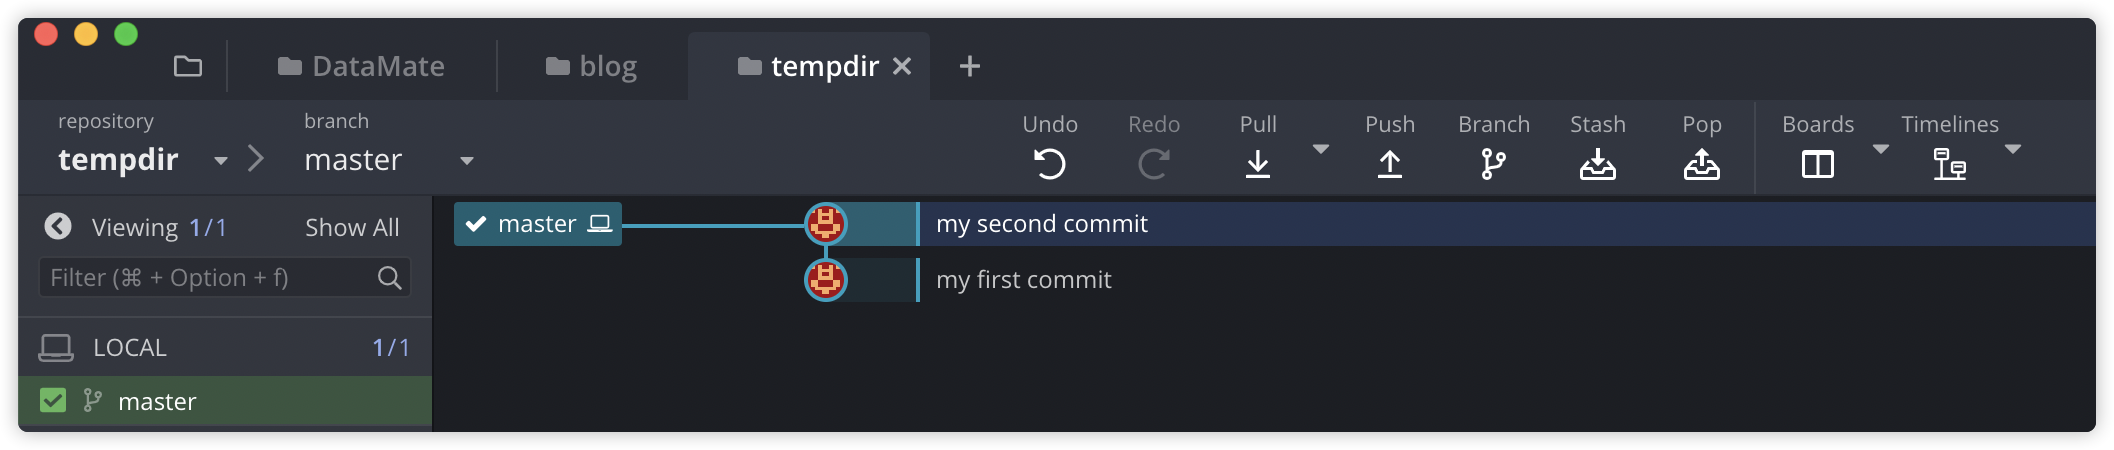 DataMate blog tempdir
repository branch Undo Redo Pull Push Branch Stash Pop Boards Timelines
tempdir master
Viewing 1/1 Show All master my second commit
Filter (⌘ + Option + f) my first commit
LOCAL 1/1
master